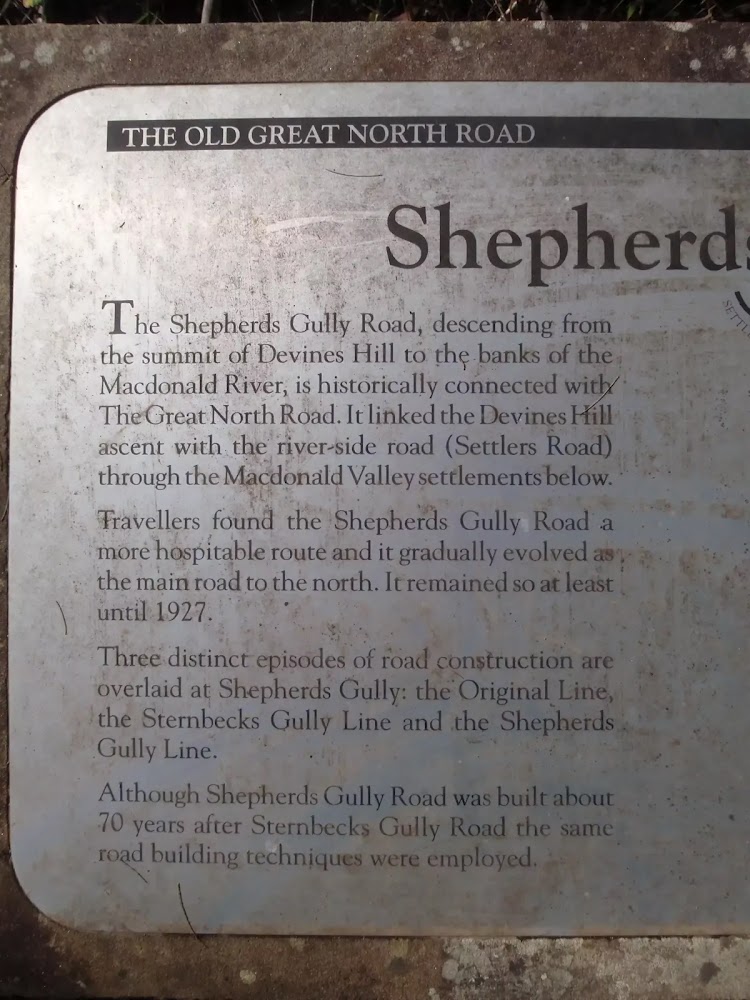 THE OLD GREAT NORTH ROAD
Shepherds
The Shepherds Gully Road, descending from
the summit of Devines Hill to the banks of the
Macdonald River, is historically connected with
The Great North Road. It linked the Devines Hill
ascent with the river-side road (Settlers Road)
through the Macdonald Valley settlements below.
Travellers found the Shepherds Gully Road a
more hospitable route and it gradually evolved as
the main road to the north. It remained so at least
until 1927.
Three distinct episodes of road construction are
overlaid at Shepherds Gully: the Original Line,
the Sternbecks Gully Line and the Shepherds
Gully Line.
Although Shepherds Gully Road was built about
70 years after Sternbecks Gully Road the same
road building techniques were employed.